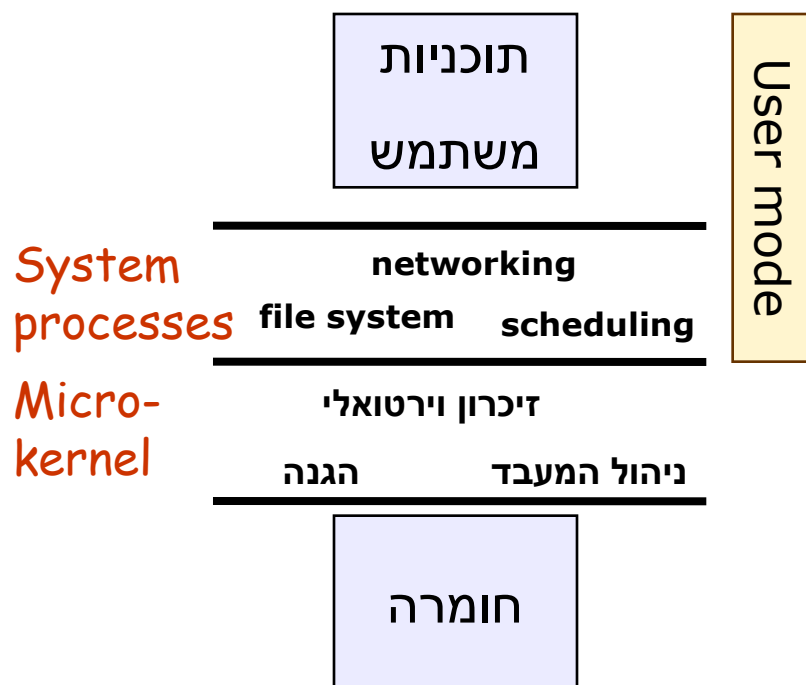 תוכניות
משתמש
User mode
System
processes
networking
file system
scheduling
Micro-
kernel
זיכרון וירטואלי
ניהול המעבד
הגנה
חומרה